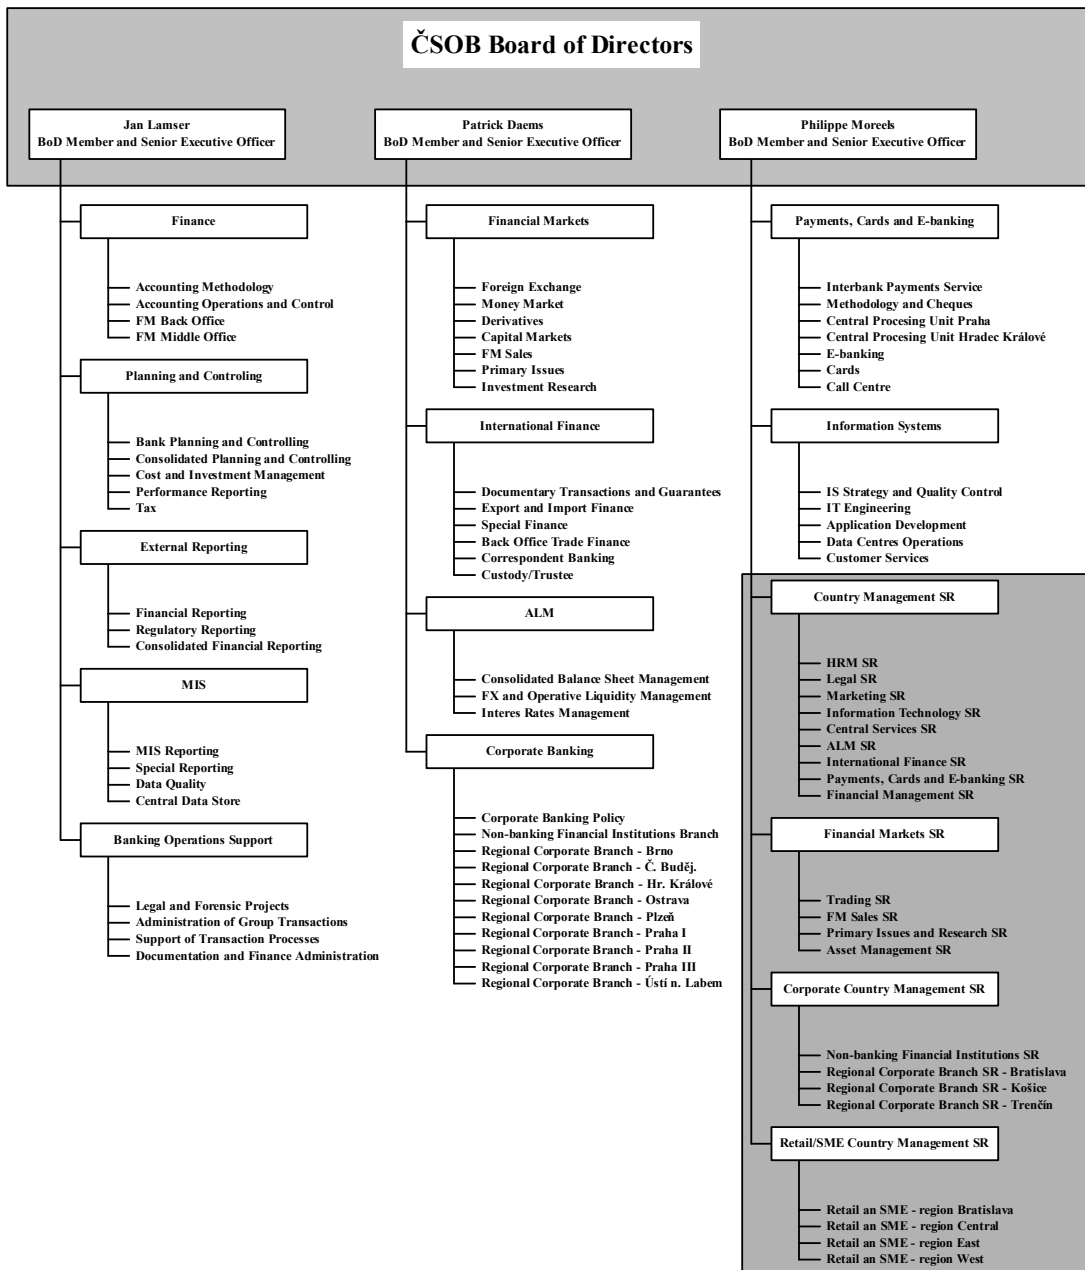 ČSOB Board of Directors
Jan Lamser
BoD Member and Senior Executive Officer
Finance
Accounting Methodology
Accounting Operations and Control
FM Back Office
FM Middle Office
Planning and Controling
Bank Planning and Controlling
Consolidated Planning and Controlling
Cost and Investment Management
Performance Reporting
Tax
External Reporting
Financial Reporting
Regulatory Reporting
Consolidated Financial Reporting
MIS
MIS Reporting
Special Reporting
Data Quality
Central Data Store
Banking Operations Support
Legal and Forensic Projects
Administration of Group Transactions
Support of Transaction Processes
Documentation and Finance Administration
Patrick Daems
BoD Member and Senior Executive Officer
Financial Markets
Foreign Exchange
Money Market
Derivatives
Capital Markets
FM Sales
Primary Issues
Investment Research
International Finance
Documentary Transactions and Guarantees
Export and Import Finance
Special Finance
Back Office Trade Finance
Correspondent Banking
Custody/Trustee
ALM
Consolidated Balance Sheet Management
FX and Operative Liquidity Management
Interes Rates Management
Corporate Banking
Corporate Banking Policy
Non-banking Financial Institutions Branch
Regional Corporate Branch - Brno
Regional Corporate Branch - Č. Buděj.
Regional Corporate Branch - Hr. Králové
Regional Corporate Branch - Ostrava
Regional Corporate Branch - Plzeň
Regional Corporate Branch - Praha I
Regional Corporate Branch - Praha II
Regional Corporate Branch - Praha III
Regional Corporate Branch - Ústí n. Labem
Philippe Moreels
BoD Member and Senior Executive Officer
Payments, Cards and E-banking
Interbank Payments Service
Methodology and Cheques
Central Procesing Unit Praha
Central Procesing Unit Hradec Králové
E-banking
Cards
Call Centre
Information Systems
IS Strategy and Quality Control
IT Engineering
Application Development
Data Centres Operations
Customer Services
Country Management SR
HRM SR
Legal SR
Marketing SR
Information Technology SR
Central Services SR
ALM SR
International Finance SR
Payments, Cards and E-banking SR
Financial Management SR
Financial Markets SR
Trading SR
FM Sales SR
Primary Issues and Research SR
Asset Management SR
Corporate Country Management SR
Non-banking Financial Institutions SR
Regional Corporate Branch SR - Bratislava
Regional Corporate Branch SR - Košice
Regional Corporate Branch SR - Trenčín
Retail/SME Country Management SR
Retail an SME - region Bratislava
Retail an SME - region Central
Retail an SME - region East
Retail an SME - region West